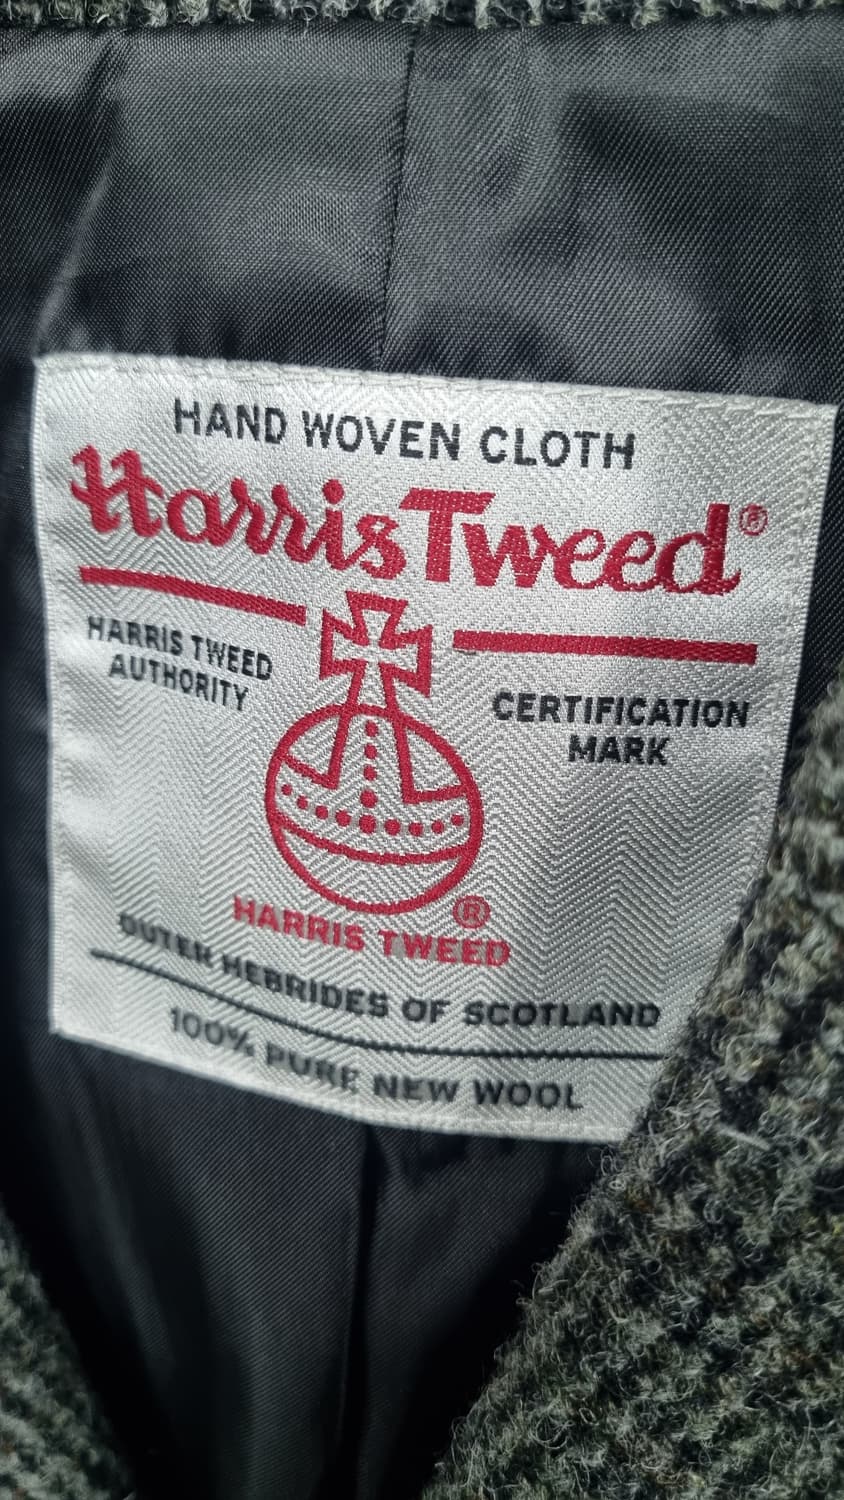 HAND WOVEN CLOTH
Harris Tweed ®
HARRIS TWEED
AUTHORITY
CERTIFICATION
MARK
®
HARRIS TWEED
OUTER HEBRIDES OF SCOTLAND
100% PURE NEW WOOL